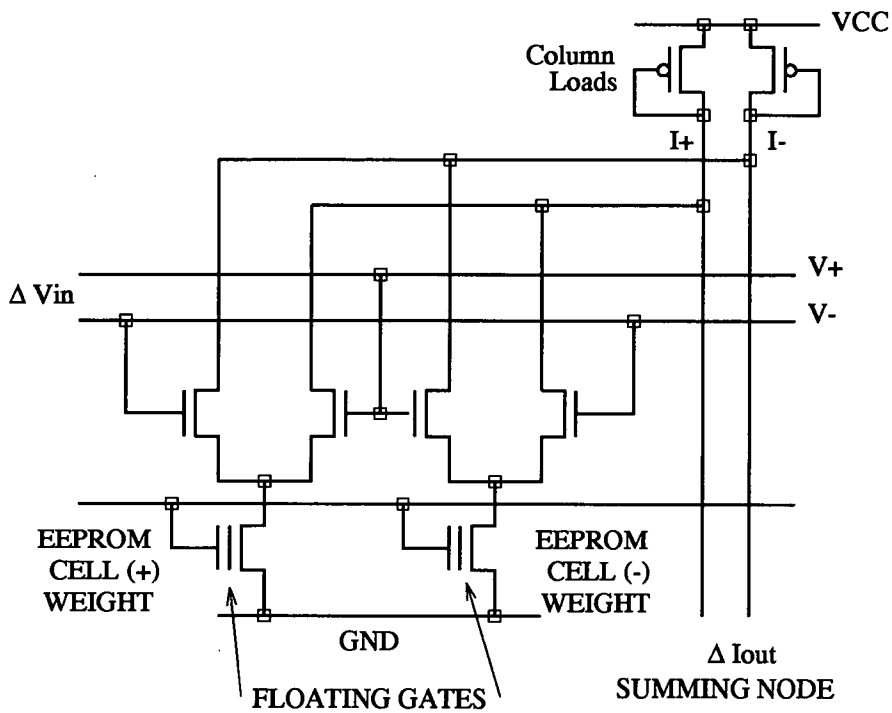 VCC
Column
Loads
I+
I-
V+
Δ Vin
V-
EEPROM
CELL (+)
WEIGHT
EEPROM
CELL (-)
WEIGHT
GND
FLOATING GATES
Δ Iout
SUMMING NODE